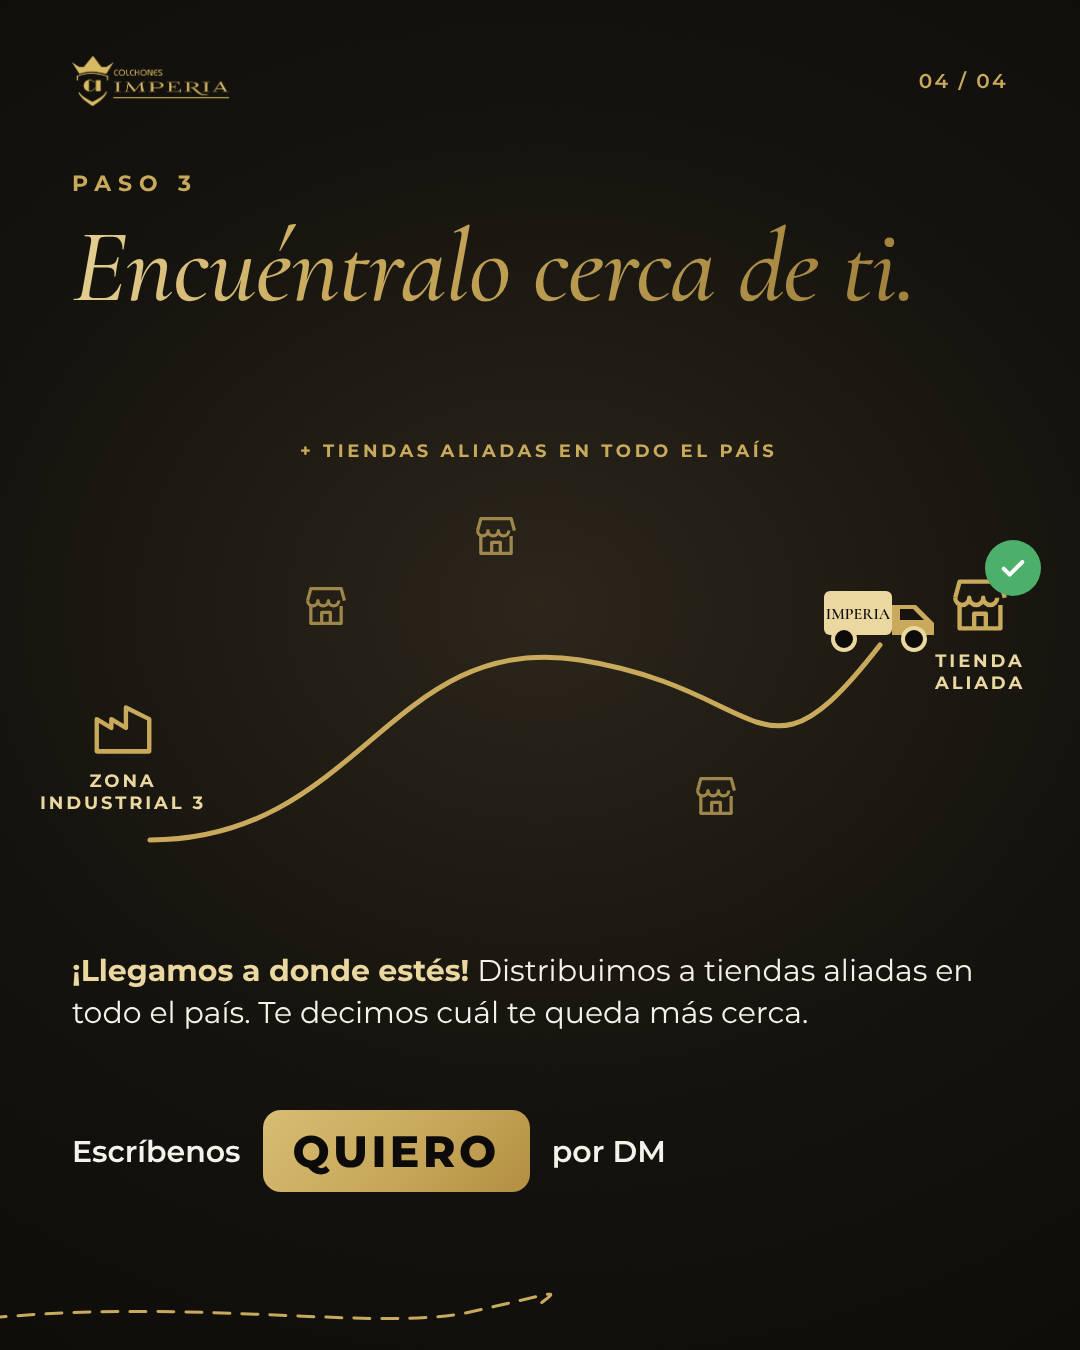 COLCHONES
IMPERIA
04 / 04
PASO 3
Encuéntralo cerca de ti.
+ TIENDAS ALIADAS EN TODO EL PAÍS
IMPERIA
TIENDA
ALIADA
ZONA
INDUSTRIAL 3
¡Llegamos a donde estés! Distribuimos a tiendas aliadas en
todo el país. Te decimos cuál te queda más cerca.
Escríbenos QUIERO por DM